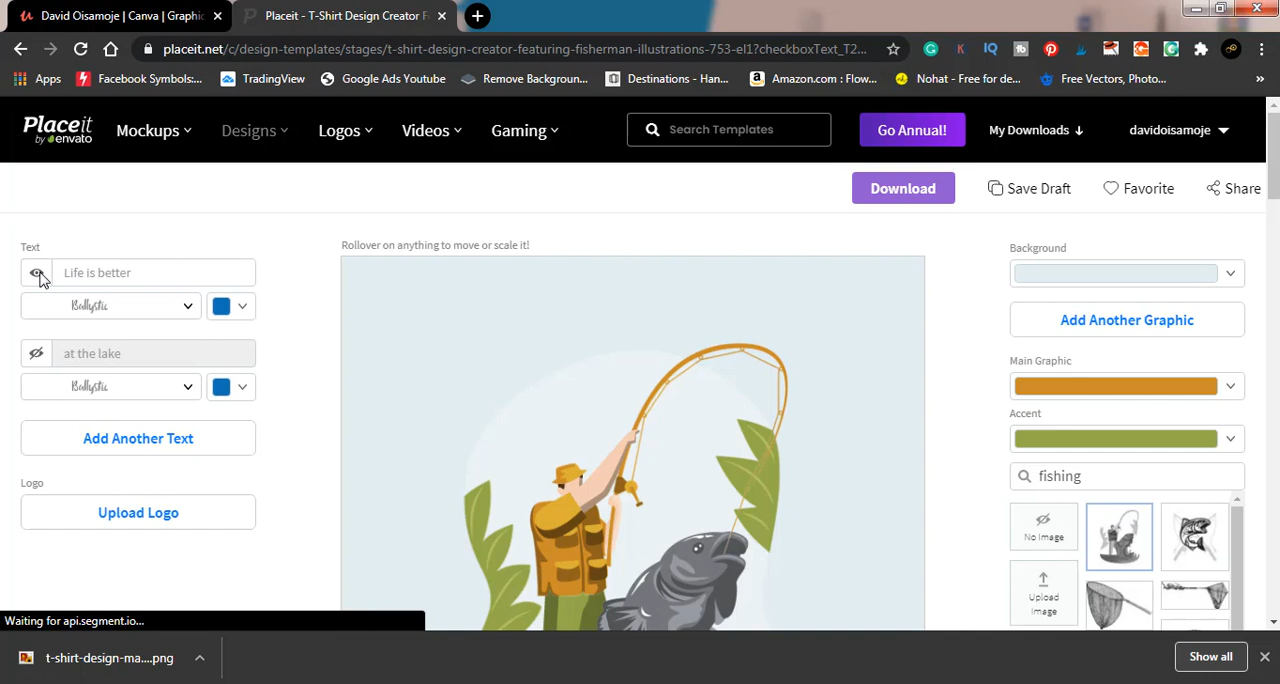 David Oisamoje | Canva | Graphic
Placeit - T-Shirt Design Creator F
placeit.net/c/design-templates/stages/t-shirt-design-creator-featuring-fisherman-illustrations-753-el1?checkboxText_T2...
Apps
Facebook Symbols...
TradingView
Google Ads Youtube
Remove Backgroun...
Destinations - Han...
Amazon.com : Flow...
Nohat - Free for de...
Free Vectors, Photo...
Placeit
by envato
Mockups
Designs
Logos
Videos
Gaming
Search Templates
Go Annual!
My Downloads
davidoisamoje
Download
Save Draft
Favorite
Share
Text
Life is better
Ballystic
at the lake
Ballystic
Add Another Text
Logo
Upload Logo
Rollover on anything to move or scale it!
Background
Add Another Graphic
Main Graphic
Accent
fishing
No Image
Upload
Image
Waiting for api.segment.io...
t-shirt-design-ma....png
Show all